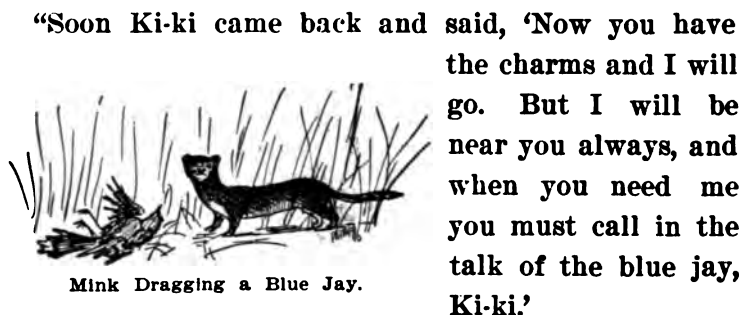 “Soon Ki-ki came back and said, ‘Now you have
the charms and I will
go. But I will be
near you always, and
when you need me
you must call in the
talk of the blue jay,
Ki-ki.’
Mink Dragging a Blue Jay.